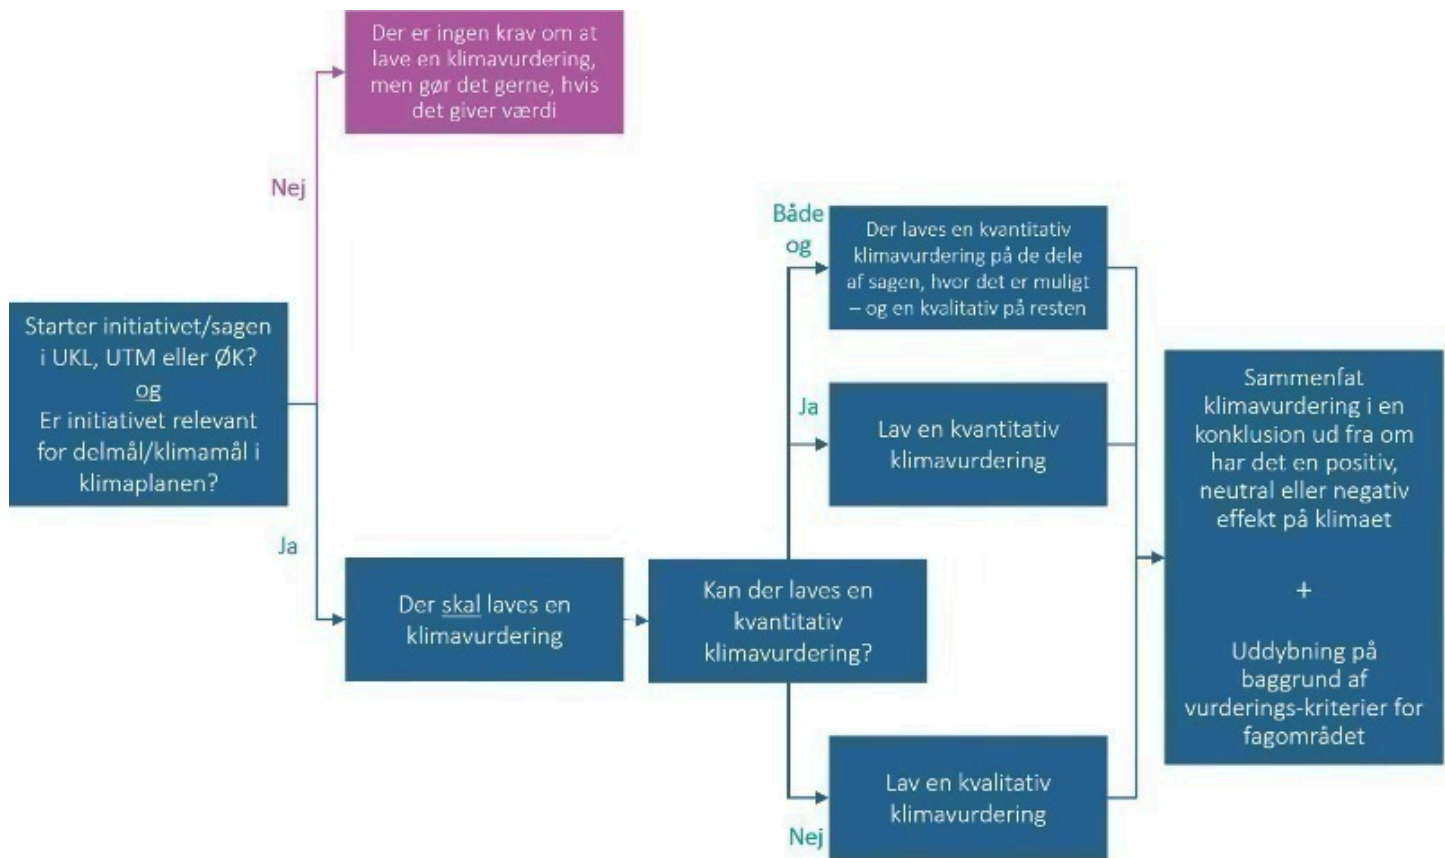 Der er ingen krav om at
lave en klimavurdering,
men gør det gerne, hvis
det giver værdi
Nej
Starter initiativet/sagen
i UKL, UTM eller ØK?
og
Er initiativet relevant
for delmål/klimamål i
klimaplanen?
Ja
Der skal laves en
klimavurdering
Kan der laves en
kvantitativ
klimavurdering?
Både
og
Der laves en kvantitativ
klimavurdering på de dele
af sagen, hvor det er muligt
– og en kvalitativ på resten
Ja
Lav en kvantitativ
klimavurdering
Nej
Lav en kvalitativ
klimavurdering
Sammenfat
klimavurdering i en
konklusion ud fra om
har det en positiv,
neutral eller negativ
effekt på klimaet
+
Uddybning på
baggrund af
vurderings-kriterier for
fagområdet